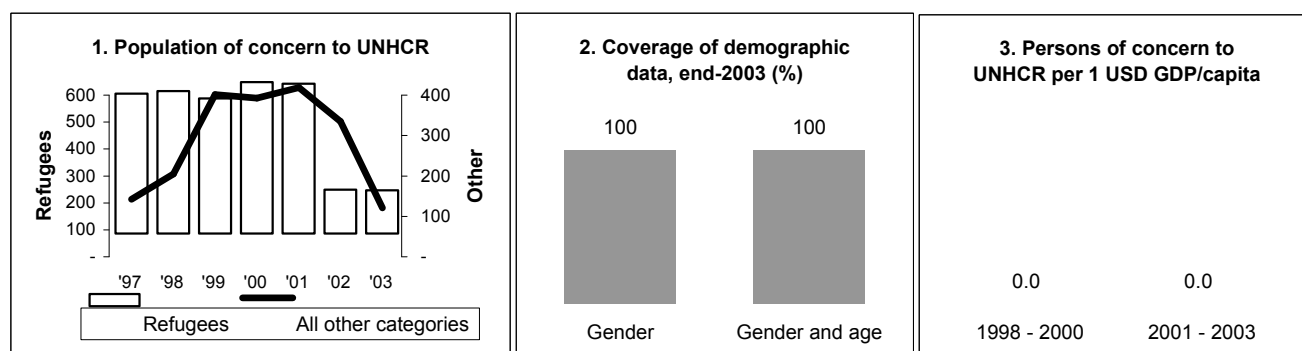 1. Population of concern to UNHCR
Refugees
600
500
400
300
200
100
-
400
300
200
100
-
Other
'97 '98 '99 '00 '01 '02 '03
Refugees All other categories
2. Coverage of demographic
data, end-2003 (%)
100 100
Gender Gender and age
3. Persons of concern to
UNHCR per 1 USD GDP/capita
0.0 0.0
1998 - 2000 2001 - 2003